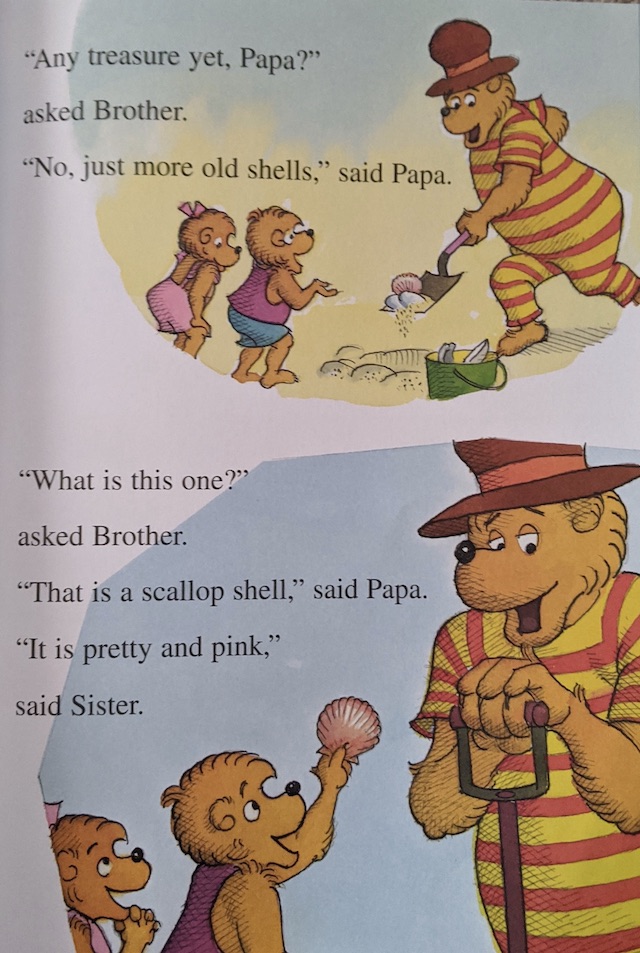 “Any treasure yet, Papa?”
asked Brother.
“No, just more old shells,” said Papa.
“What is this one?”
asked Brother.
“That is a scallop shell,” said Papa.
“It is pretty and pink,”
said Sister.